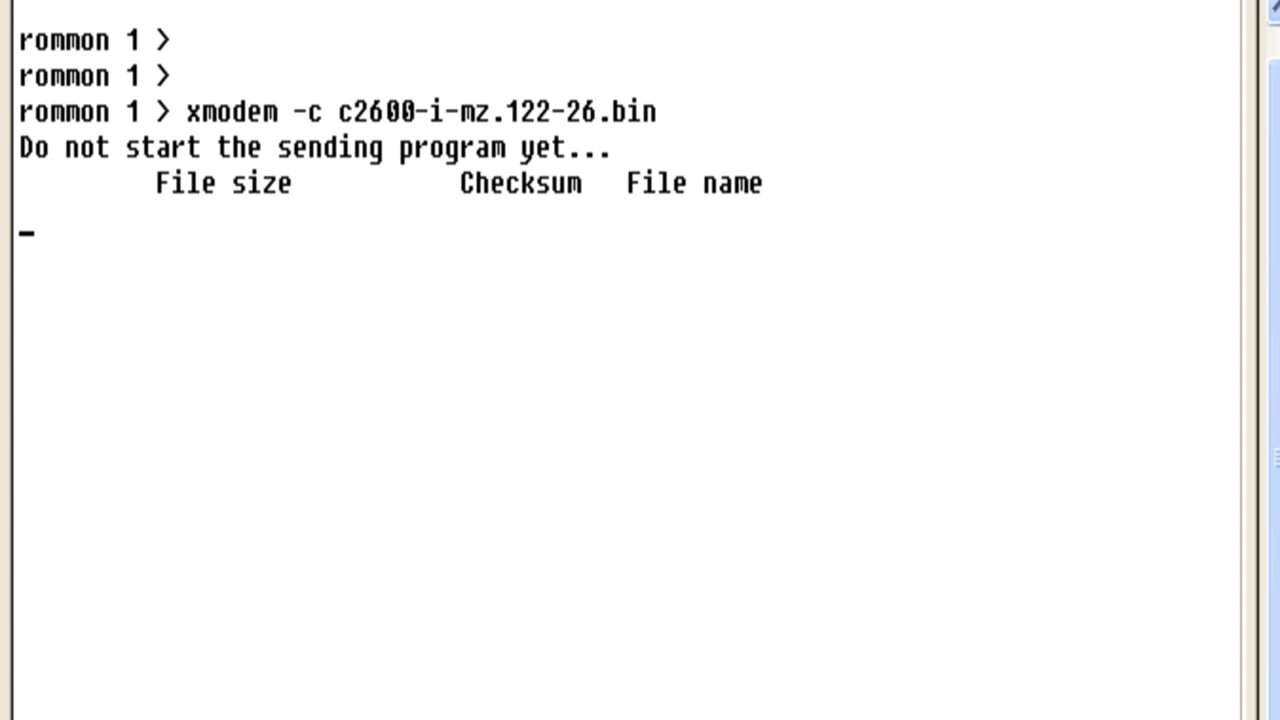 rommon 1 >
rommon 1 >
rommon 1 > xmodem -c c2600-i-mz.122-26.bin
Do not start the sending program yet...
File size Checksum File name